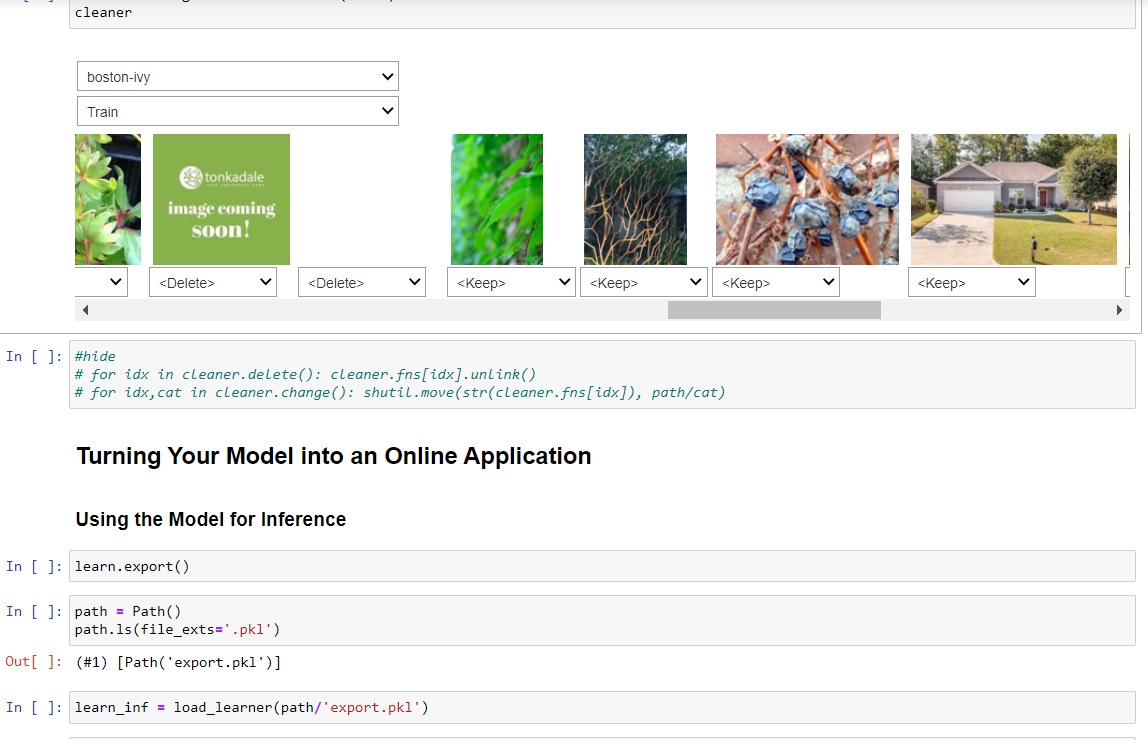 cleaner
boston-ivy
Train
tonkadale
image coming
soon!
<Delete>
<Delete>
<Keep>
<Keep>
<Keep>
<Keep>
In [ ]:
#hide
# for idx in cleaner.delete(): cleaner.fns[idx].unlink()
# for idx,cat in cleaner.change(): shutil.move(str(cleaner.fns[idx]), path/cat)
Turning Your Model into an Online Application
Using the Model for Inference
In [ ]: learn.export()
In [ ]: path = Path()
path.ls(file_exts='.pkl')
Out[ ]: (#1) [Path('export.pkl')]
In [ ]: learn_inf = load_learner(path/'export.pkl')